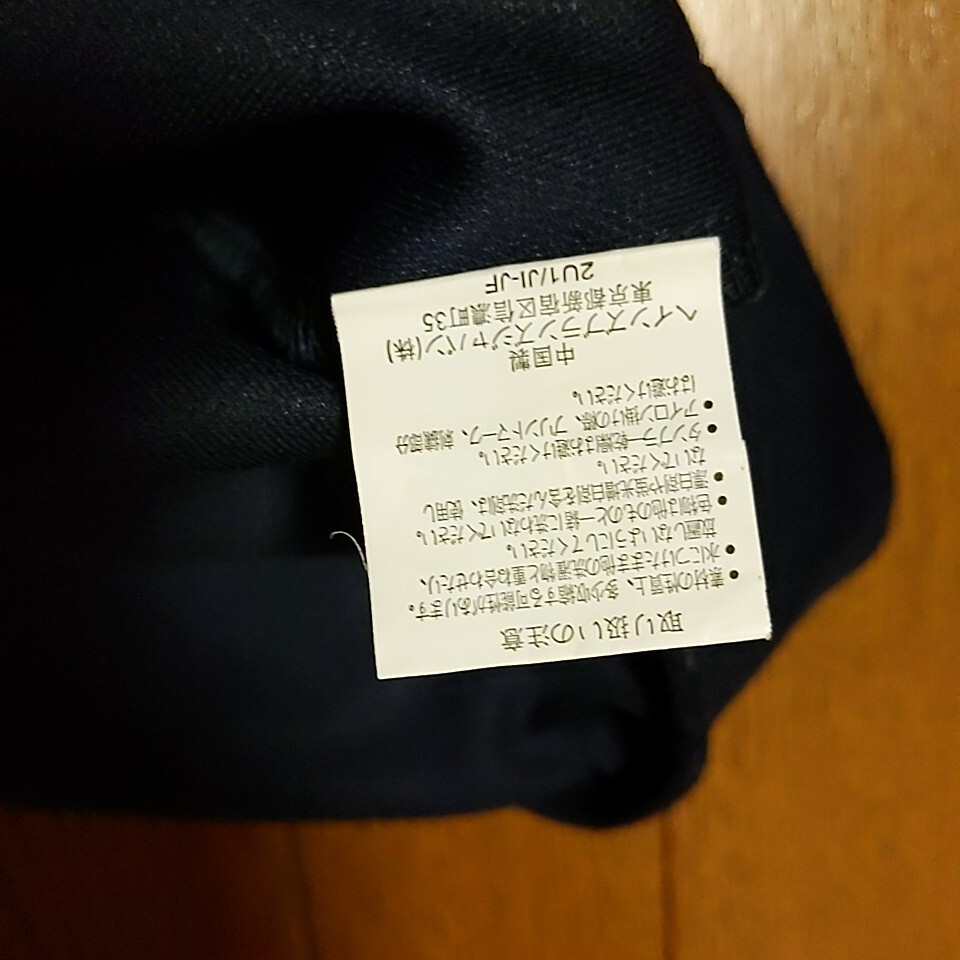 取り扱いの注意
●素材の性質上、多少収縮する可能性があります。
●水につけたまま他の洗濯物と重ね合わせたり、
放置しないようにしてください。
●色物は他のものと一緒に洗わないでください。
●漂白剤や蛍光増白剤を含んだ洗剤は、使用し
ないでください。
●タンブラー乾燥はお避けください。
●アイロン掛けの際、プリントマーク、刺繍部分
はお避けください。
中国製
ヘインズブランズジャパン(株)
東京都新宿区信濃町35
2U1/JI-JF